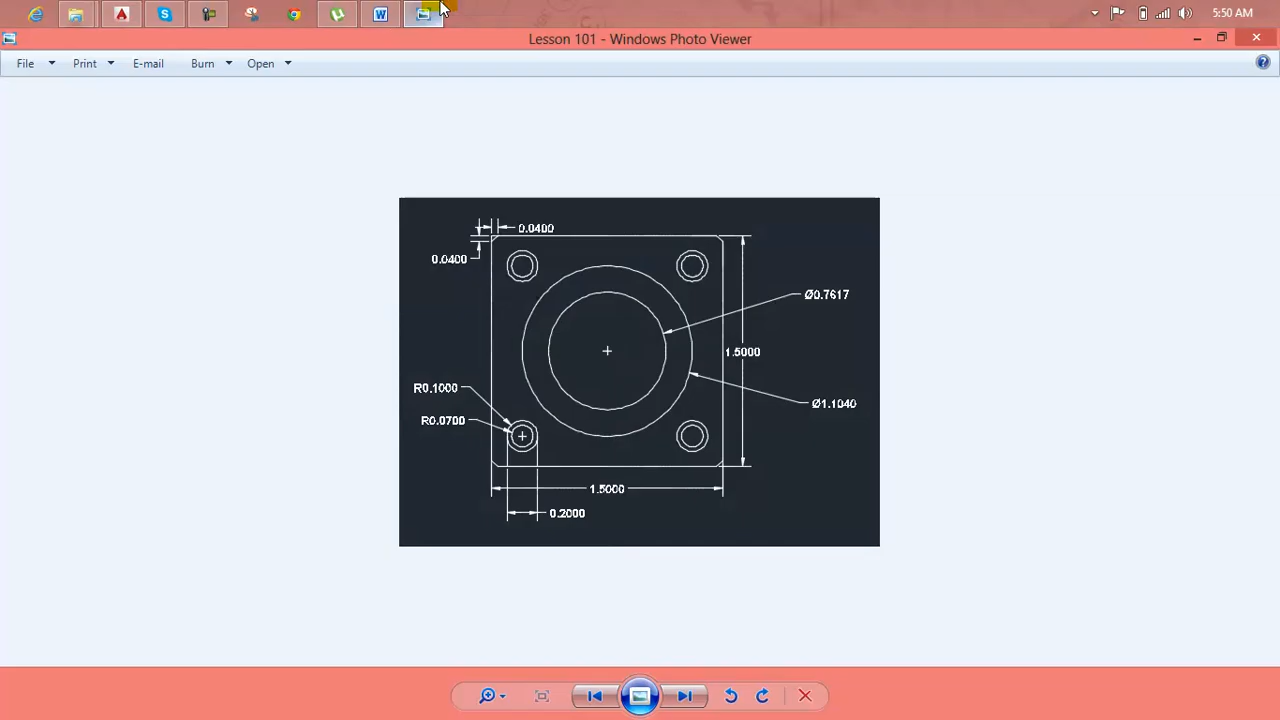 5:50 AM
Lesson 101 - Windows Photo Viewer
File Print E-mail Burn Open
0.0400
0.0400
Ø0.7617
1.5000
R0.1000
Ø1.1040
R0.0700
1.5000
0.2000